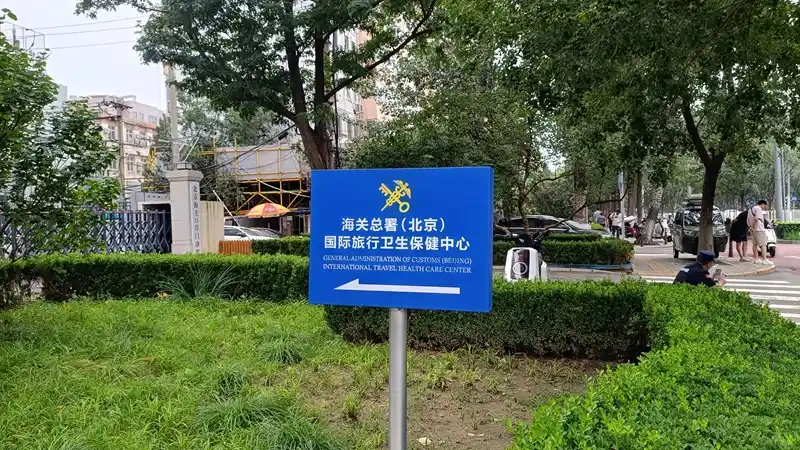 海关总署（北京）
国际旅行卫生保健中心
GENERAL ADMINISTRATION OF CUSTOMS (BEIJING)
INTERNATIONAL TRAVEL HEALTH CARE CENTER